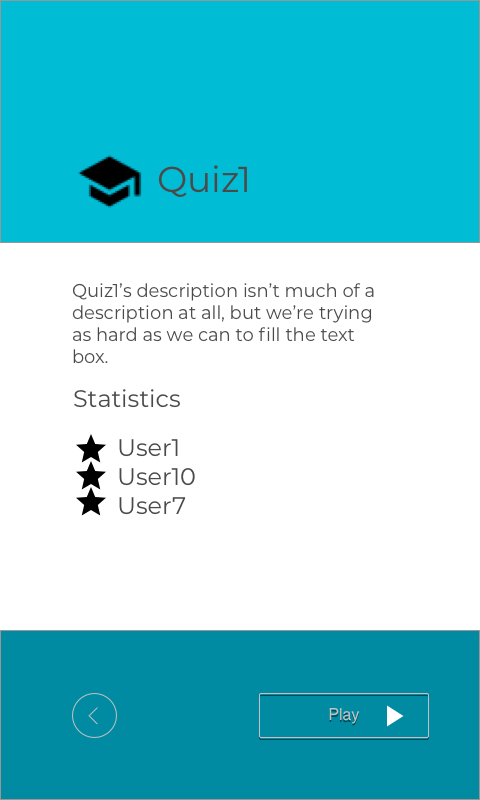 Quiz1
Quiz1’s description isn’t much of a
description at all, but we’re trying
as hard as we can to fill the text
box.
Statistics
User1
User10
User7
Play